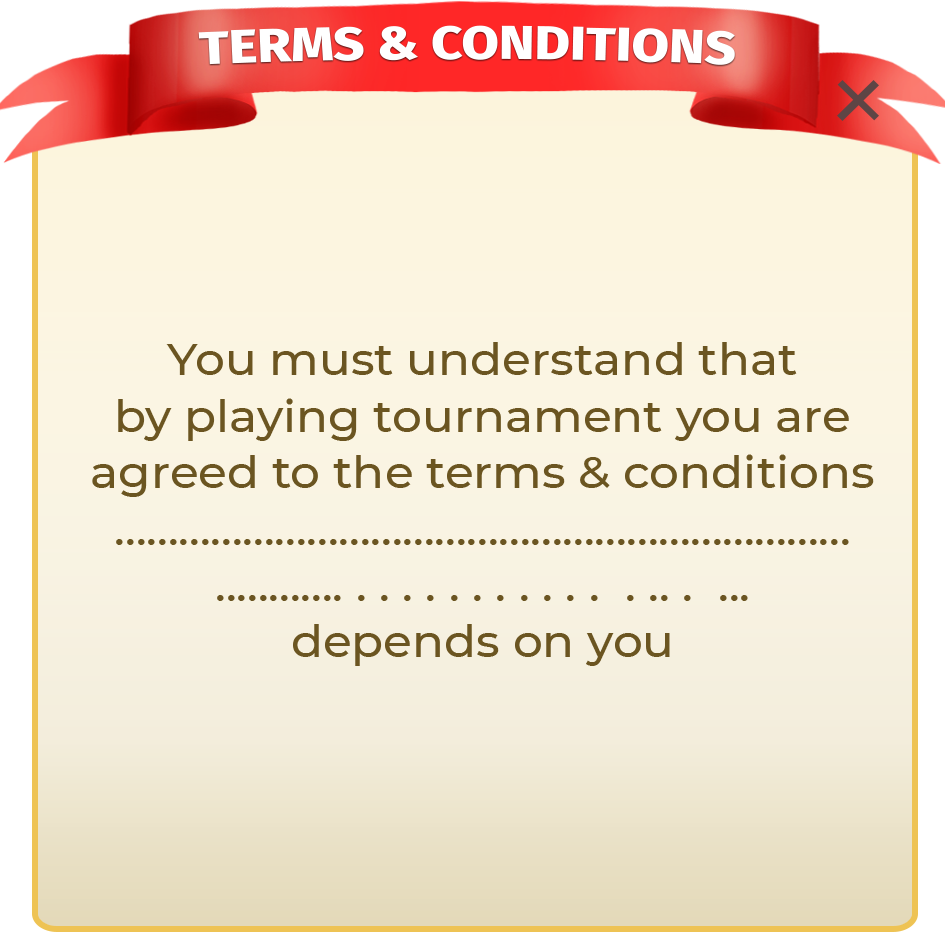 TERMS & CONDITIONS
You must understand that
by playing tournament you are
agreed to the terms & conditions
.....................................................................
............ . . . . . . . . . . .  . .. .  ...
depends on you